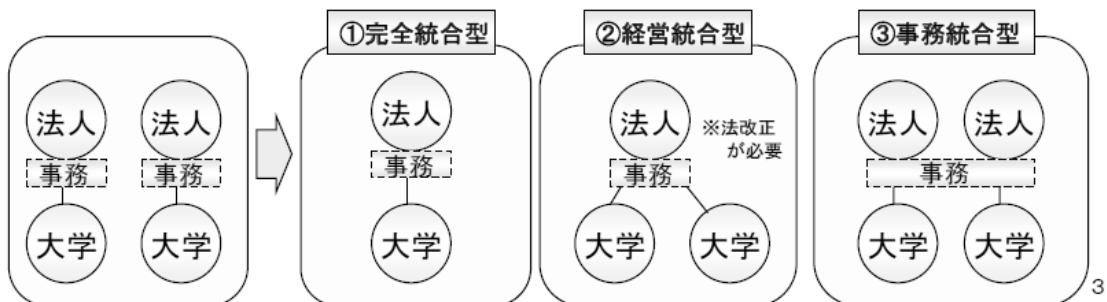 ①完全統合型
②経営統合型
③事務統合型
法人
法人
事務
事務
大学
大学
法人
事務
大学
法人
※法改正
が必要
事務
大学
大学
法人
法人
事務
大学
大学
3